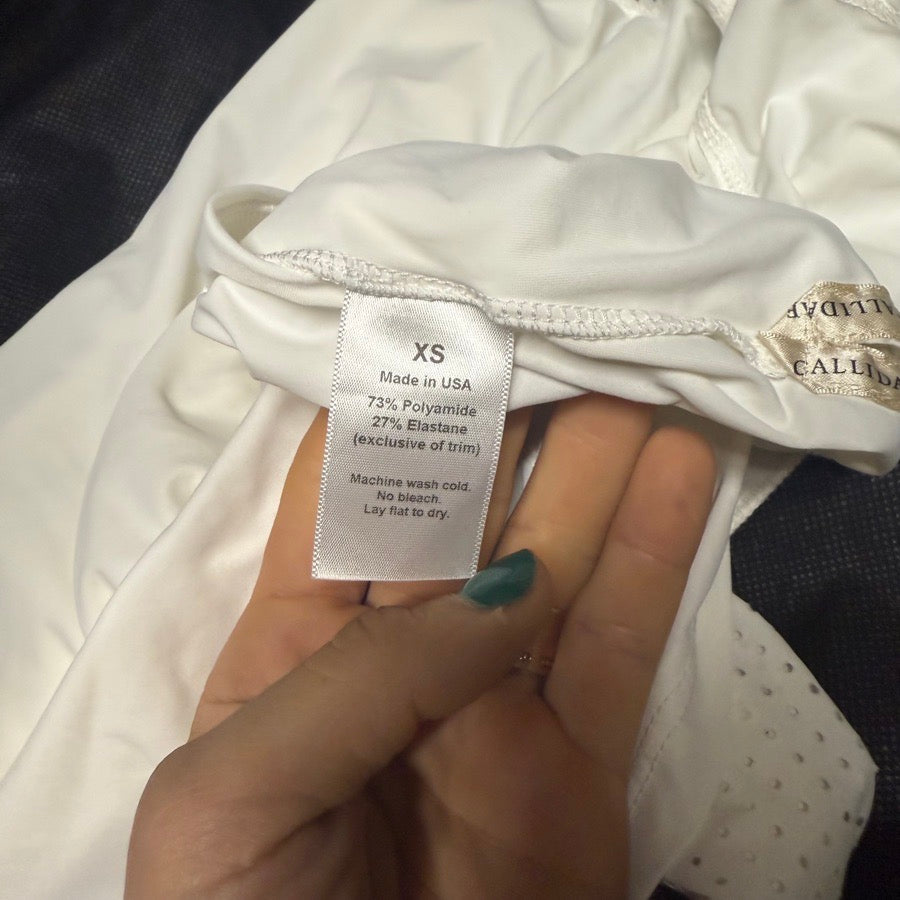 XS
Made in USA
73% Polyamide
27% Elastane
(exclusive of trim)
Machine wash cold.
No bleach.
Lay flat to dry.
ALLIDAE
CALLIDA